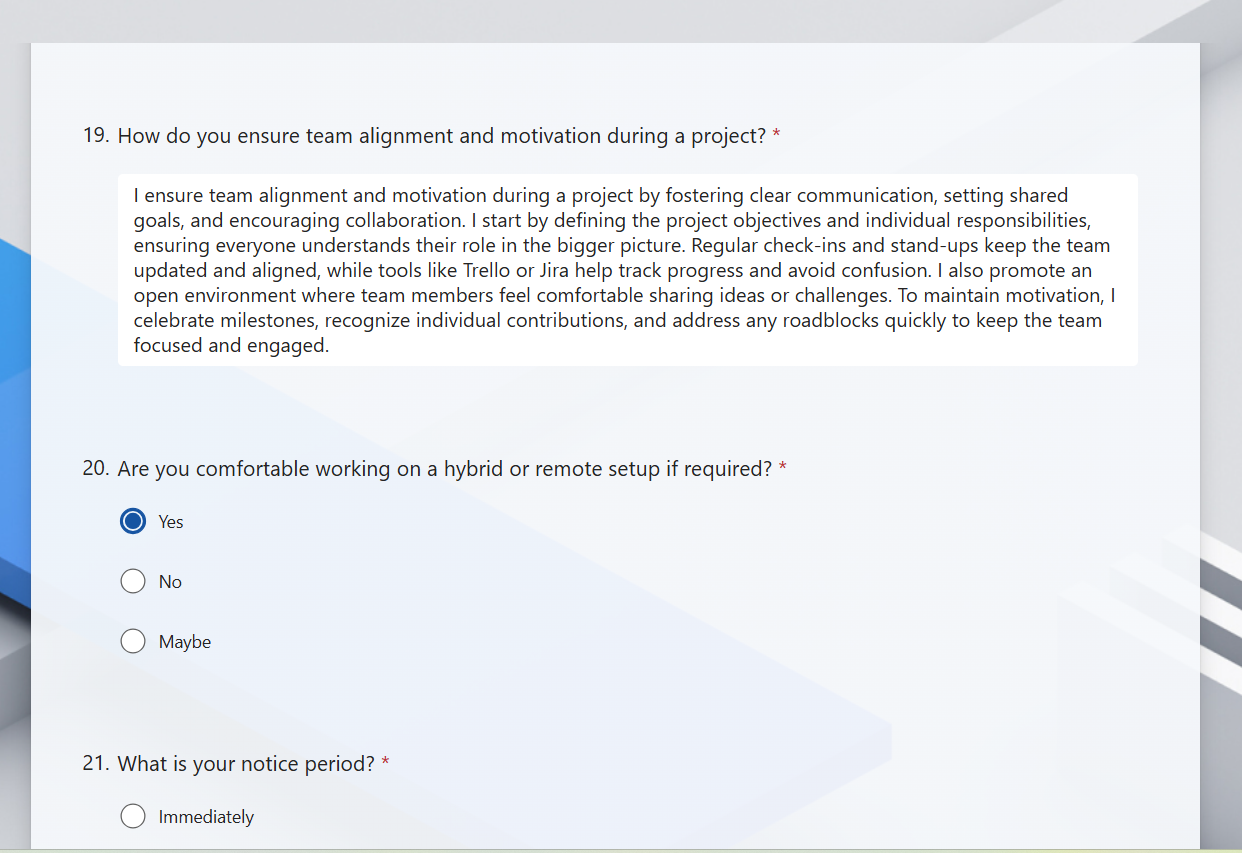 19. How do you ensure team alignment and motivation during a project? *
I ensure team alignment and motivation during a project by fostering clear communication, setting shared
goals, and encouraging collaboration. I start by defining the project objectives and individual responsibilities,
ensuring everyone understands their role in the bigger picture. Regular check-ins and stand-ups keep the team
updated and aligned, while tools like Trello or Jira help track progress and avoid confusion. I also promote an
open environment where team members feel comfortable sharing ideas or challenges. To maintain motivation, I
celebrate milestones, recognize individual contributions, and address any roadblocks quickly to keep the team
focused and engaged.
20. Are you comfortable working on a hybrid or remote setup if required? *
Yes
No
Maybe
21. What is your notice period? *
Immediately